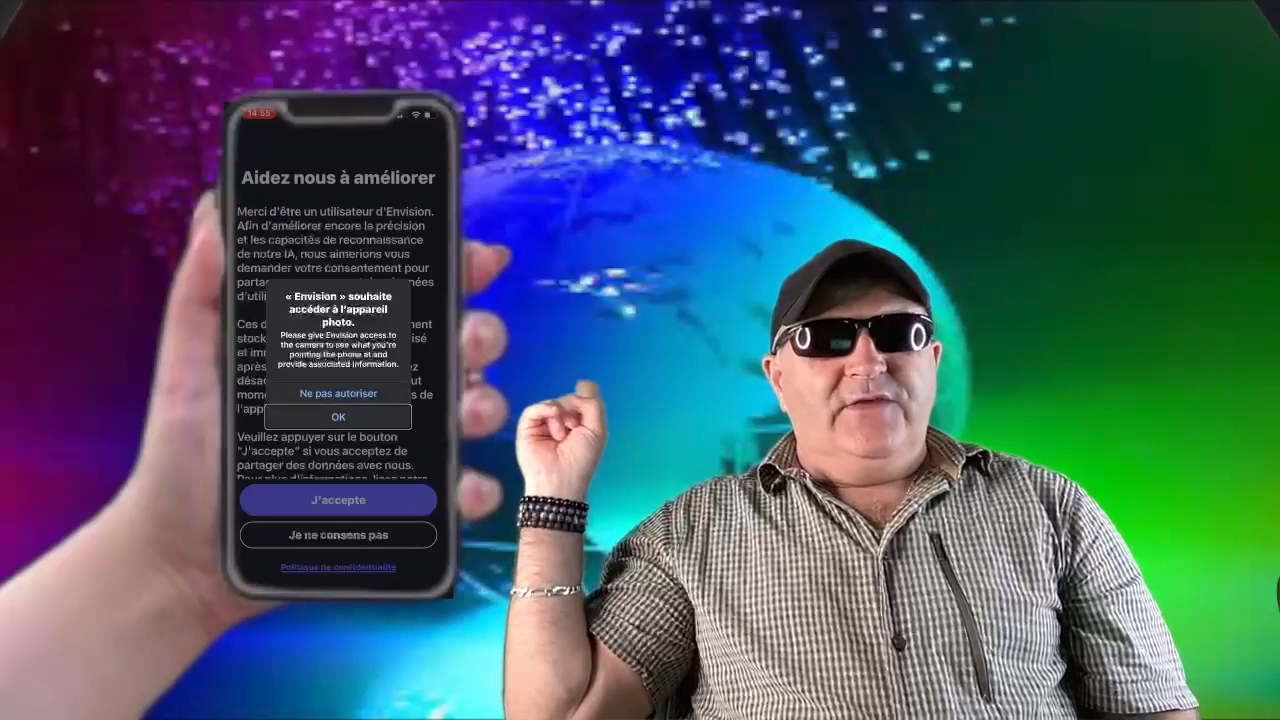 14:55
Aidez nous à améliorer
Merci d'être un utilisateur d'Envision.
Afin d'améliorer encore la précision
et les capacités de reconnaissance
de notre IA, nous aimerions vous
demander votre consentement pour
« Envision » souhaite
accéder à l'appareil
photo.
Please give Envision access to
the camera to see what you're
pointing the phone at and
provide associated information.
Ne pas autoriser
OK
Veuillez appuyer sur le bouton
"J'accepte" si vous acceptez de
partager des données avec nous.
J'accepte
Je ne consens pas
Politique de confidentialité